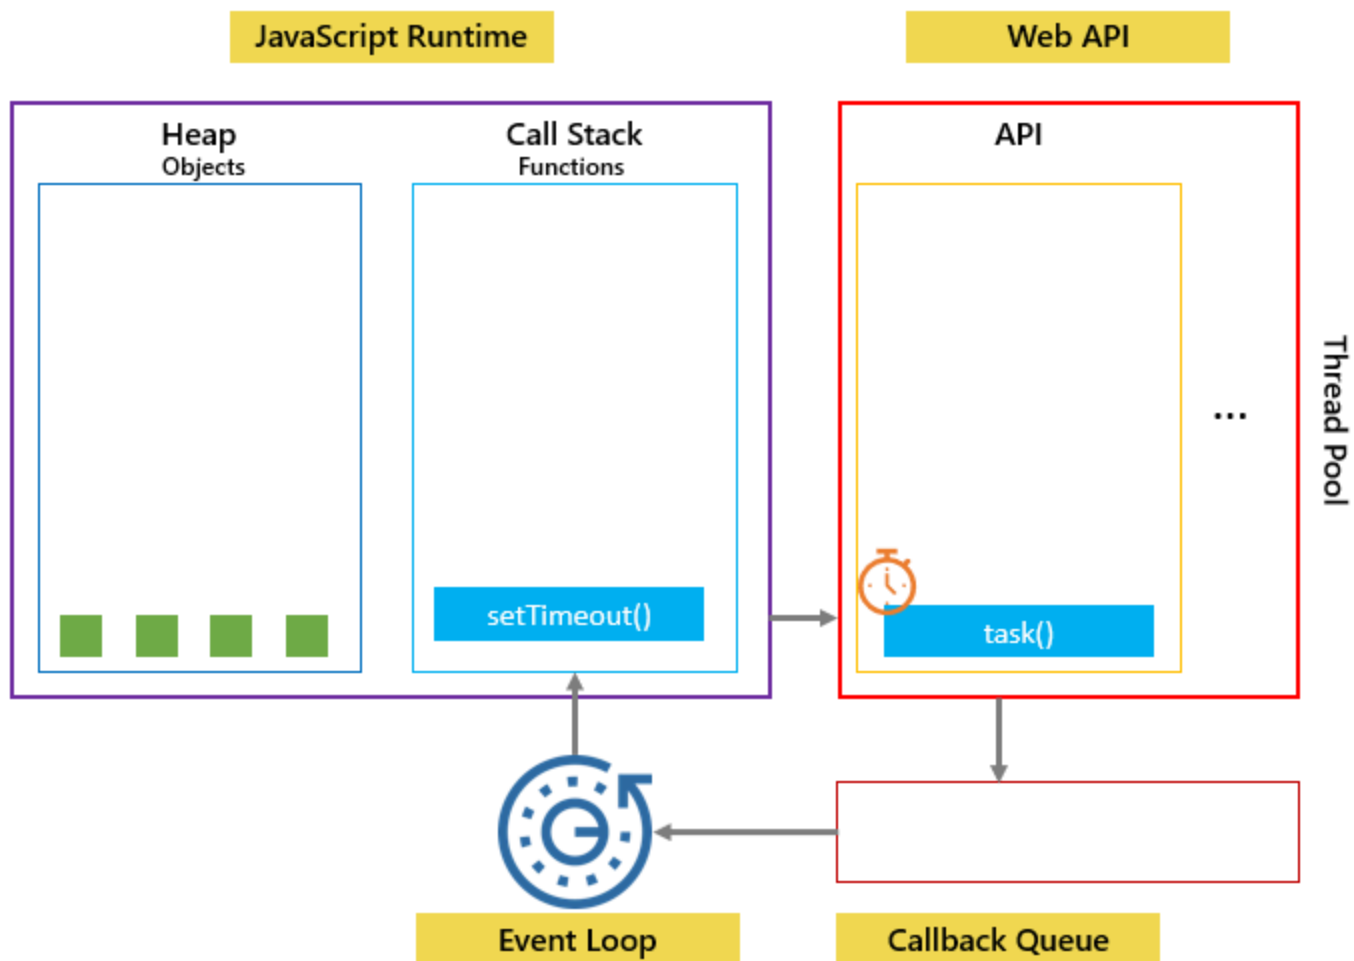 JavaScript Runtime
Web API
Heap
Objects
Call Stack
Functions
API
...
Thread Pool
setTimeout()
task()
Event Loop
Callback Queue